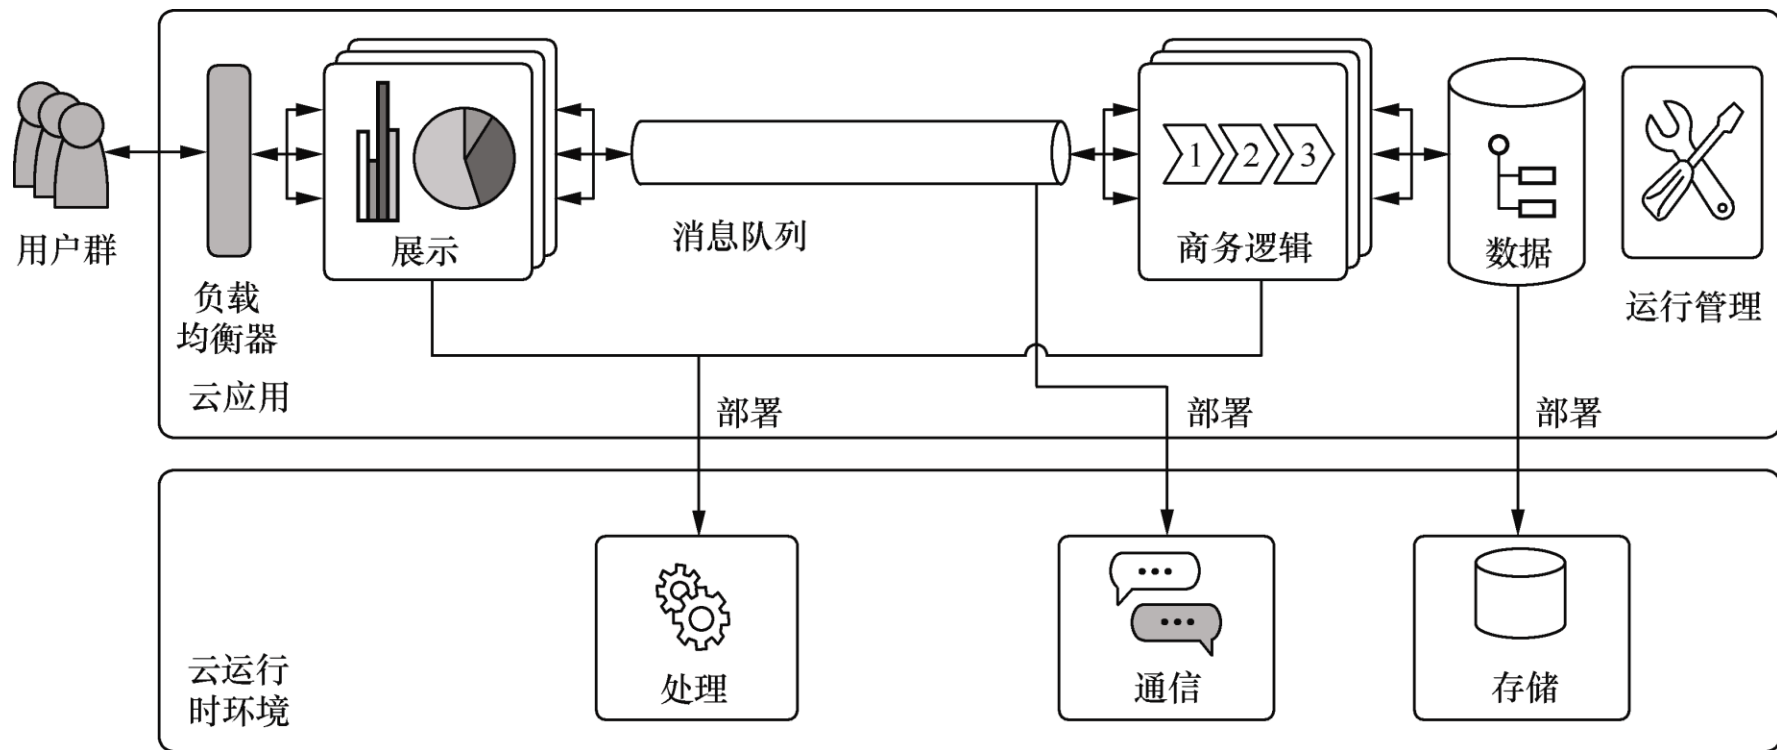 1 2 3
用户群
展示
消息队列
商务逻辑
数据
负载
均衡器
运行管理
云应用
部署
部署
部署
云运行
时环境
处理
通信
存储